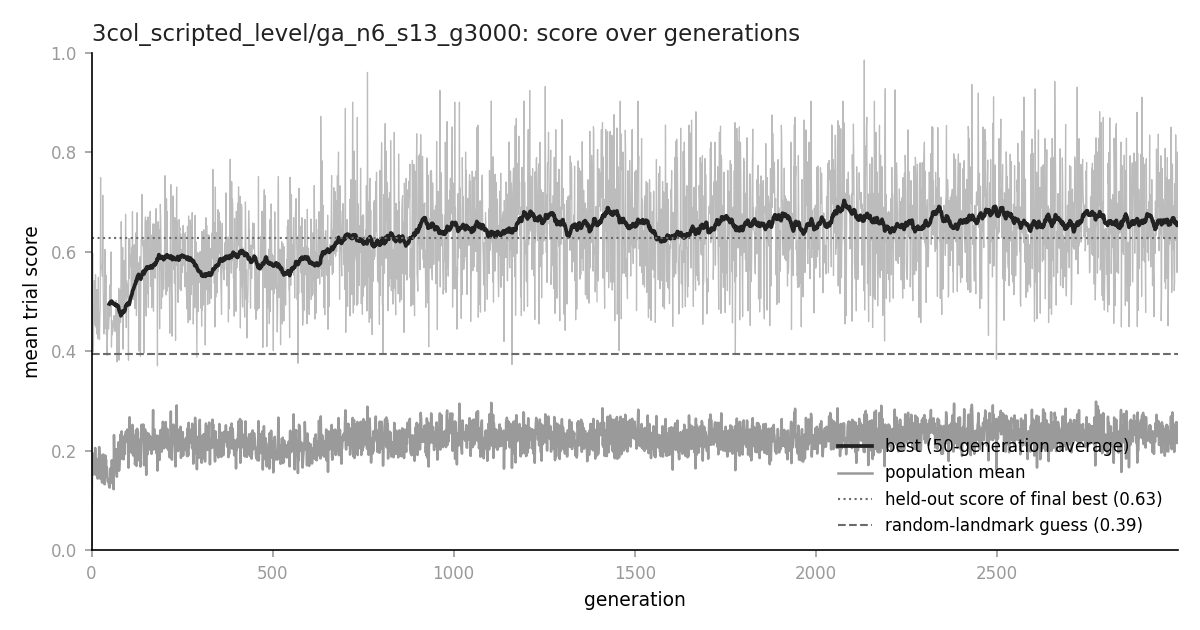 3col_scripted_level/ga_n6_s13_g3000: score over generations
1.0
0.8
0.6
0.4
0.2
0.0
mean trial score
best (50-generation average)
population mean
held-out score of final best (0.63)
random-landmark guess (0.39)
0 500 1000 1500 2000 2500
generation